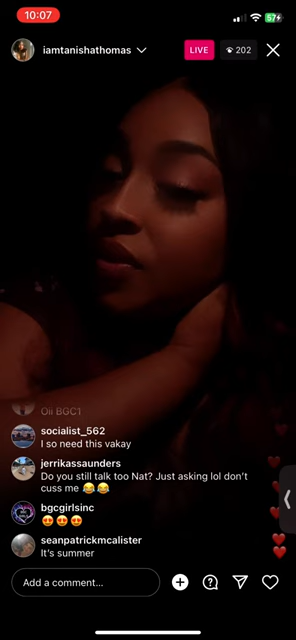 10:07
57
iamtanishathomas
LIVE
202
Oii BGC1
socialist_562
I so need this vakay
jerrikassaunders
Do you still talk too Nat? Just asking lol don't
cuss me 😂😂
bgcgirlsinc
😍😍😍
seanpatrickmcalister
It's summer
Add a comment...